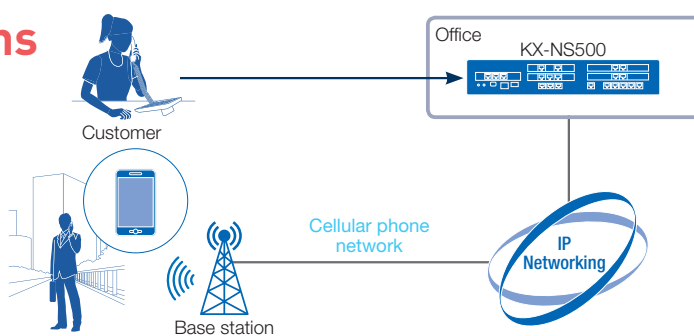 ns
Office
KX-NS500
Customer
Cellular phone
network
IP
Networking
Base station